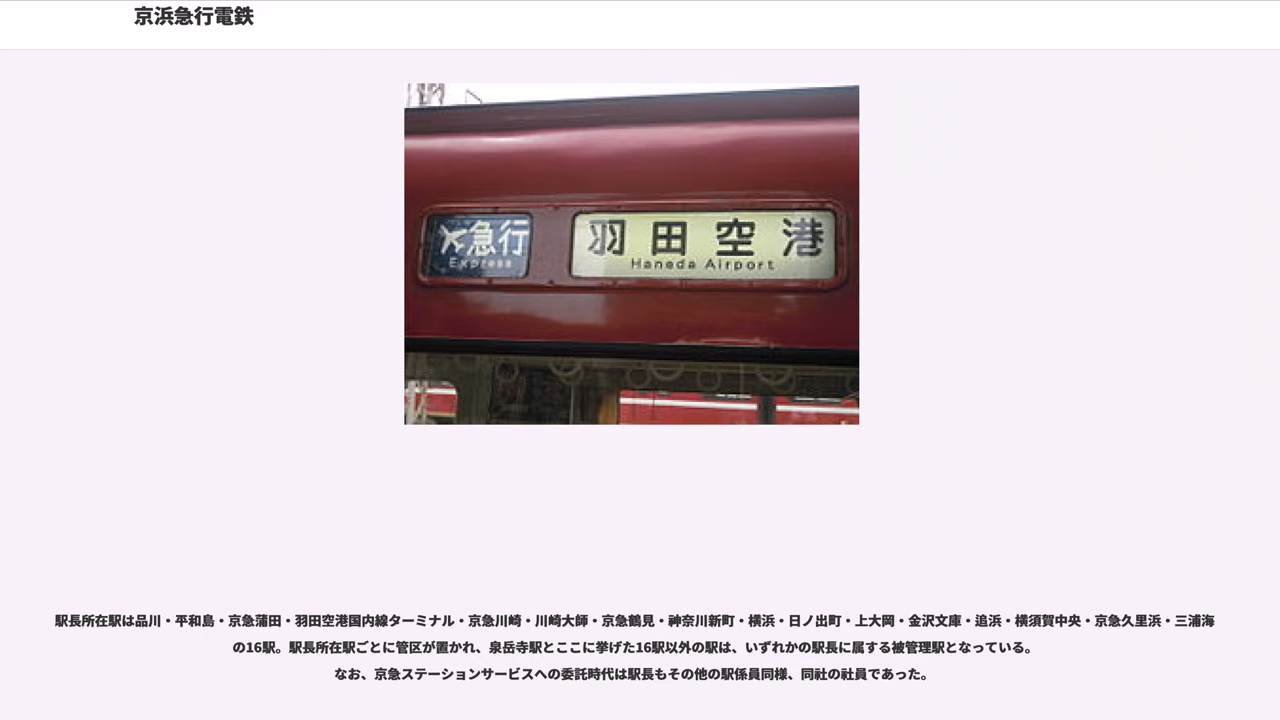 京浜急行電鉄
急行 羽田空港
Express Haneda Airport
駅長所在駅は品川・平和島・京急蒲田・羽田空港国内線ターミナル・京急川崎・川崎大師・京急鶴見・神奈川新町・横浜・日ノ出町・上大岡・金沢文庫・追浜・横須賀中央・京急久里浜・三浦海
の16駅。駅長所在駅ごとに管区が置かれ、泉岳寺駅とここに挙げた16駅以外の駅は、いずれかの駅長に属する被管理駅となっている。
なお、京急ステーションサービスへの委託時代は駅長もその他の駅係員同様、同社の社員であった。